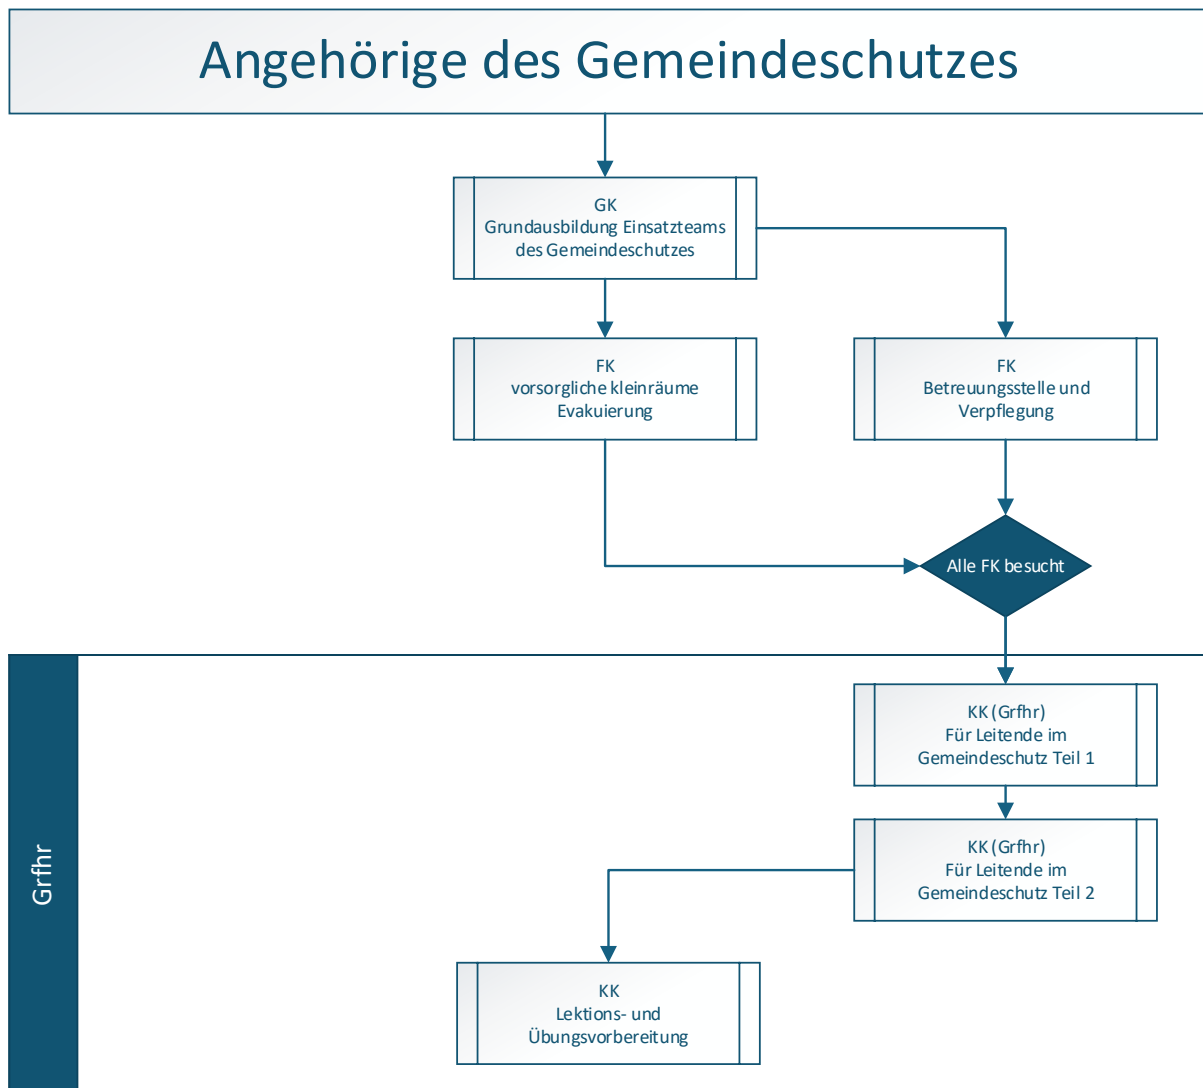 Angehörige des Gemeindeschutzes
GK
Grundausbildung Einsatzteams
des Gemeindeschutzes
FK
vorsorgliche kleinräume
Evakuierung
FK
Betreuungsstelle und
Verpflegung
Alle FK besucht
Grfhr
KK (Grfhr)
Für Leitende im
Gemeindeschutz Teil 1
KK (Grfhr)
Für Leitende im
Gemeindeschutz Teil 2
KK
Lektions- und
Übungsvorbereitung